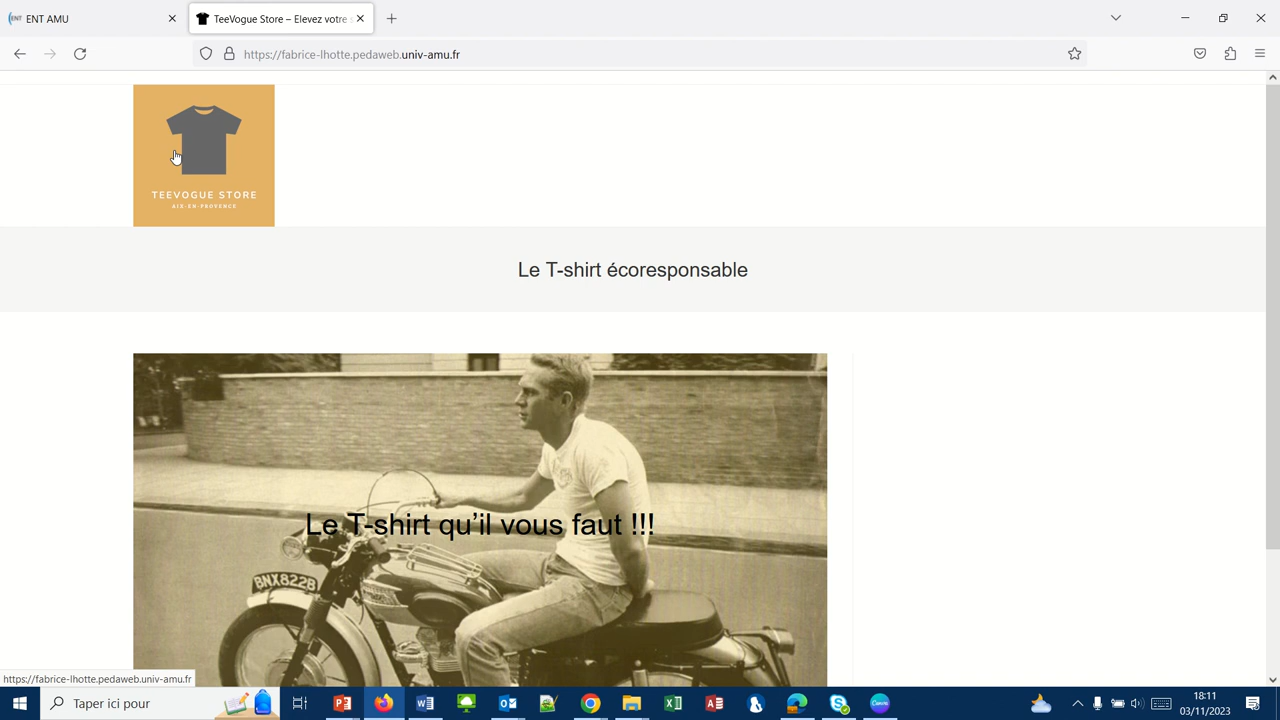 ENT
ENT AMU
TeeVogue Store – Elevez votre s
https://fabrice-lhotte.pedaweb.univ-amu.fr
TEEVOGUE STORE
AIX-EN-PROVENCE
Le T-shirt écoresponsable
Le T-shirt qu’il vous faut !!!
BNX822B
https://fabrice-lhotte.pedaweb.univ-amu.fr
Taper ici pour
18:11
03/11/2023